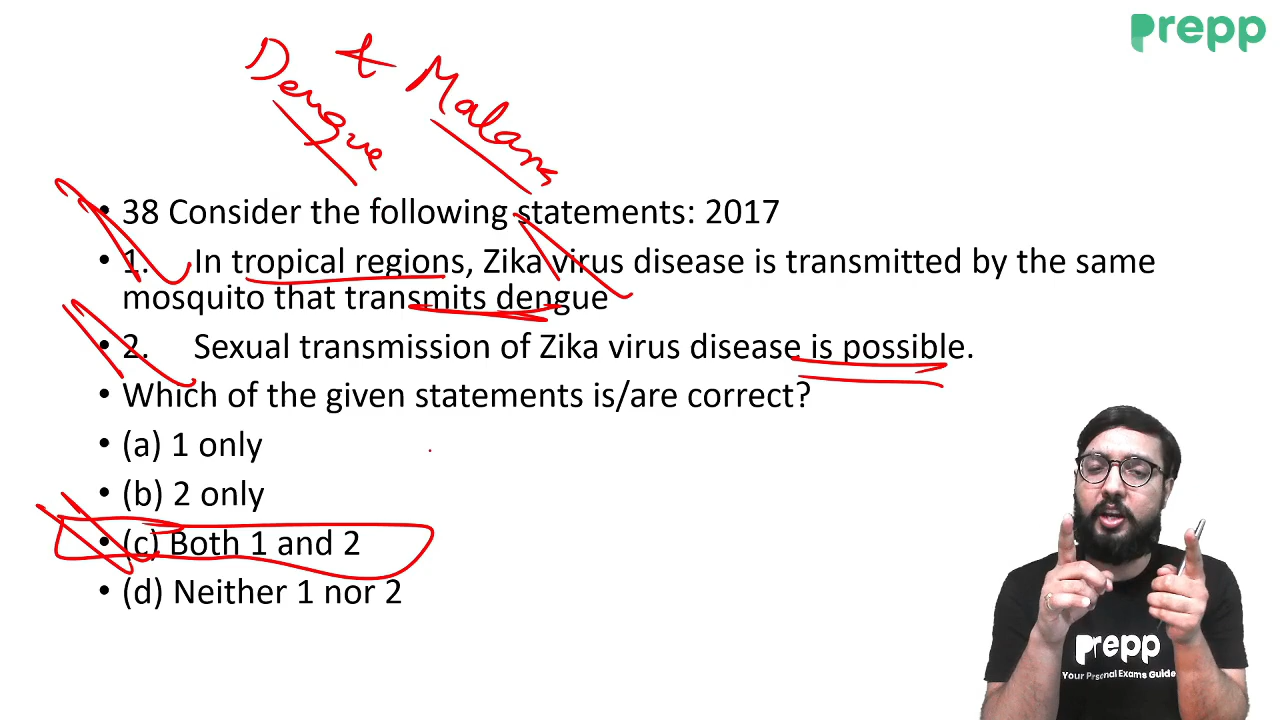 prepp
Dengue & Malaria
• 38 Consider the following statements: 2017
• 1. In tropical regions, Zika virus disease is transmitted by the same
mosquito that transmits dengue
• 2. Sexual transmission of Zika virus disease is possible.
• Which of the given statements is/are correct?
• (a) 1 only
• (b) 2 only
• (c) Both 1 and 2
• (d) Neither 1 nor 2
prepp
Your Prsonal Exams Guide